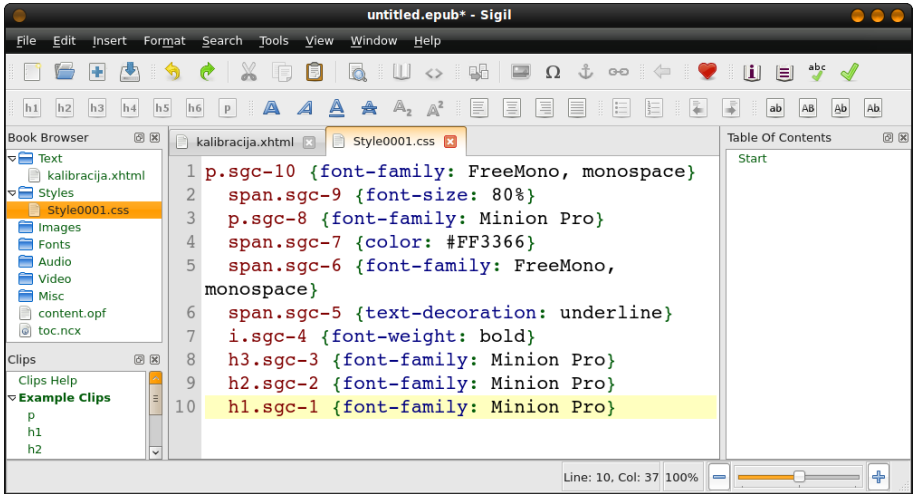 untitled.epub* - Sigil
File Edit Insert Format Search Tools View Window Help
abc
h1 h2 h3 h4 h5 h6 P A A A A A₂ A² ab AB Ab Ab
Book Browser
Text
kalibracija.xhtml
Styles
Style0001.css
Images
Fonts
Audio
Video
Misc
content.opf
toc.ncx
Clips
Clips Help
Example Clips
p
h1
h2
kalibracija.xhtml Style0001.css
1 p.sgc-10 {font-family: FreeMono, monospace}
2 span.sgc-9 {font-size: 80%}
3 p.sgc-8 {font-family: Minion Pro}
4 span.sgc-7 {color: #FF3366}
5 span.sgc-6 {font-family: FreeMono,
monospace}
6 span.sgc-5 {text-decoration: underline}
7 i.sgc-4 {font-weight: bold}
8 h3.sgc-3 {font-family: Minion Pro}
9 h2.sgc-2 {font-family: Minion Pro}
10 h1.sgc-1 {font-family: Minion Pro}
Table Of Contents
Start
Line: 10, Col: 37 100%